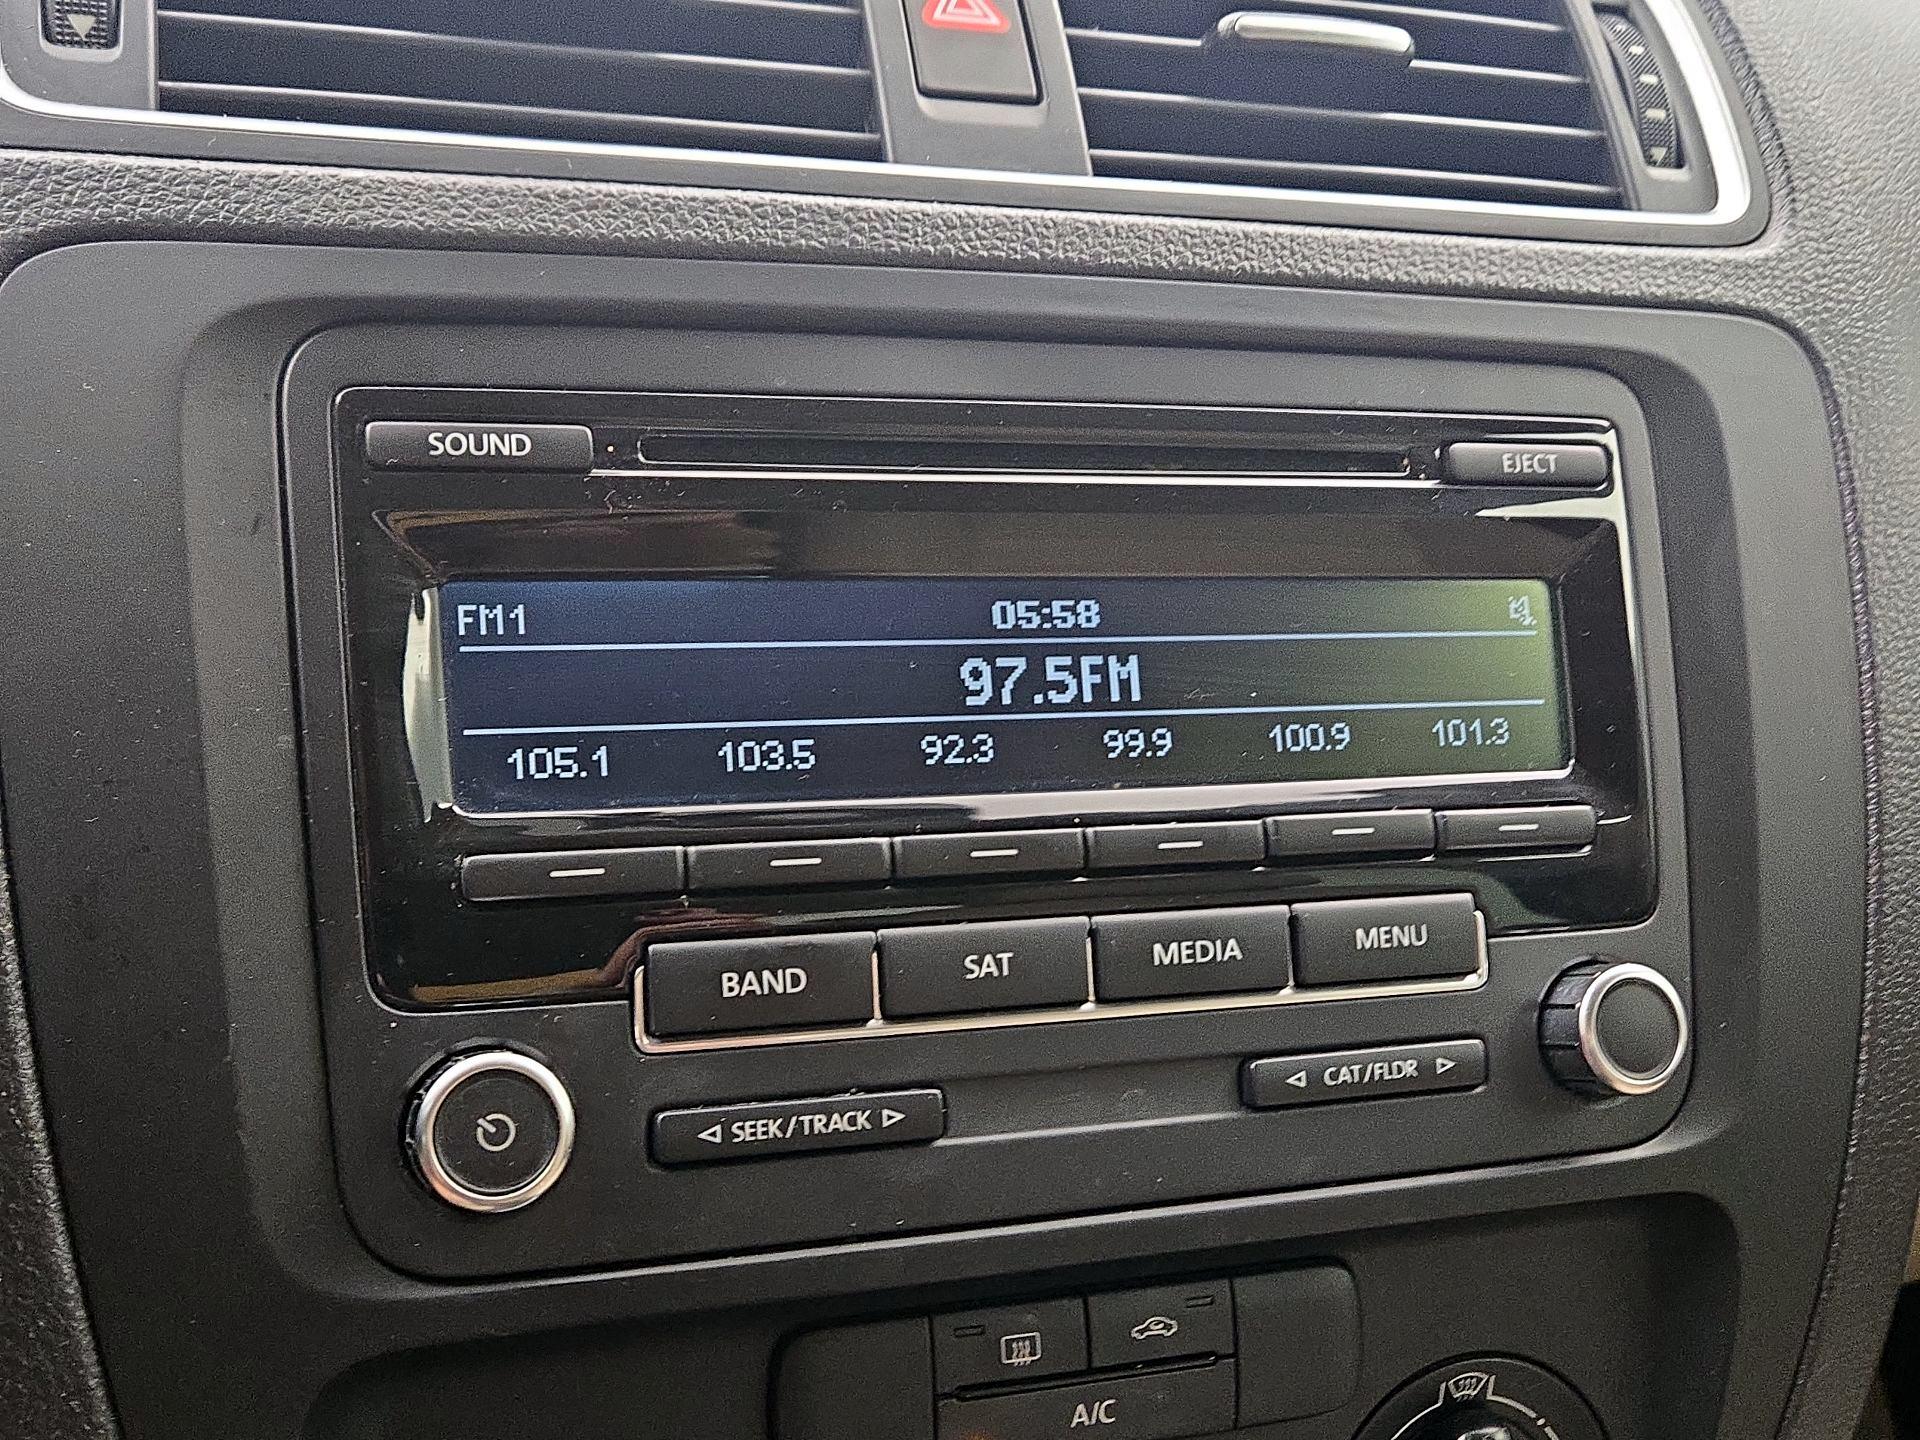 SOUND
EJECT
FM1 05:58
97.5FM
105.1 103.5 92.3 99.9 100.9 101.3
BAND SAT MEDIA MENU
SEEK/TRACK CAT/FLDR
A/C